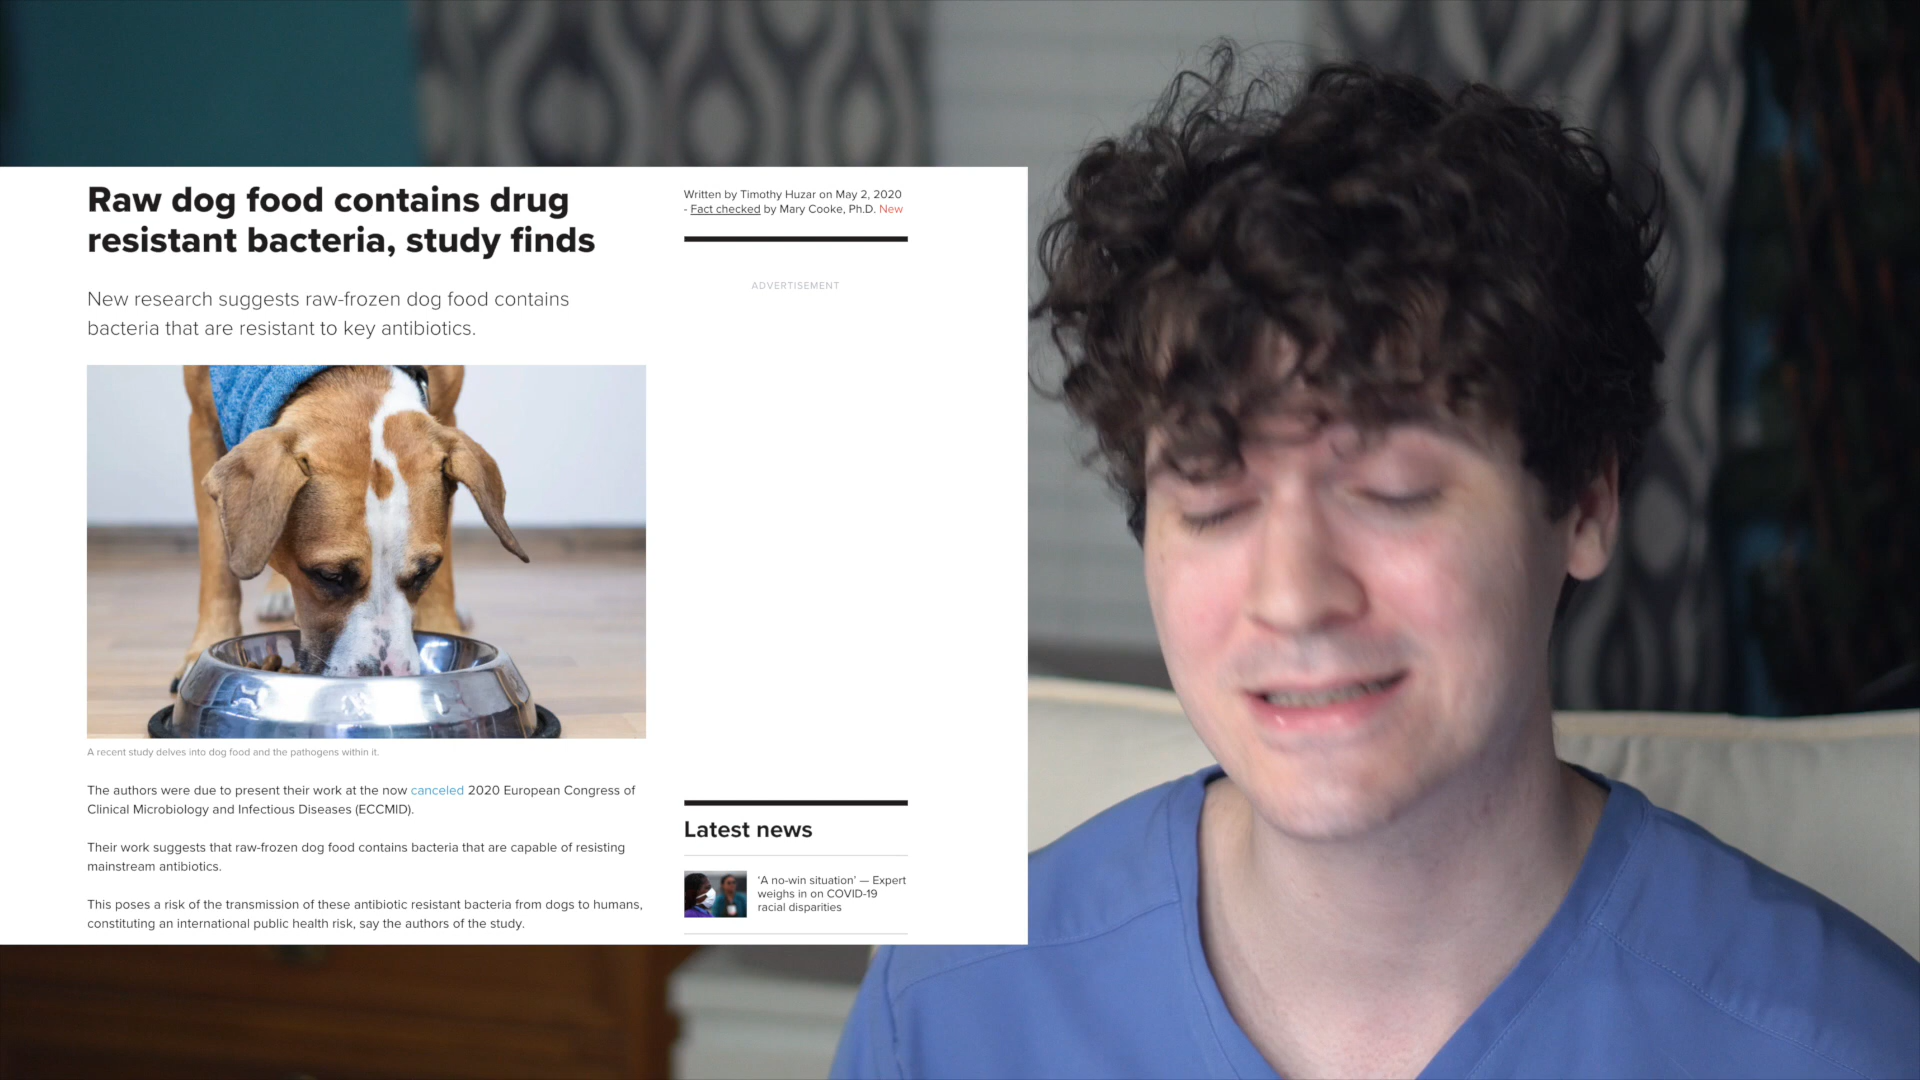 Raw dog food contains drug
resistant bacteria, study finds
New research suggests raw-frozen dog food contains
bacteria that are resistant to key antibiotics.
A recent study delves into dog food and the pathogens within it.
The authors were due to present their work at the now canceled 2020 European Congress of
Clinical Microbiology and Infectious Diseases (ECCMID).
Their work suggests that raw-frozen dog food contains bacteria that are capable of resisting
mainstream antibiotics.
This poses a risk of the transmission of these antibiotic resistant bacteria from dogs to humans,
constituting an international public health risk, say the authors of the study.
Written by Timothy Huzar on May 2, 2020
- Fact checked by Mary Cooke, Ph.D. New
ADVERTISEMENT
Latest news
‘A no-win situation’ — Expert
weighs in on COVID-19
racial disparities